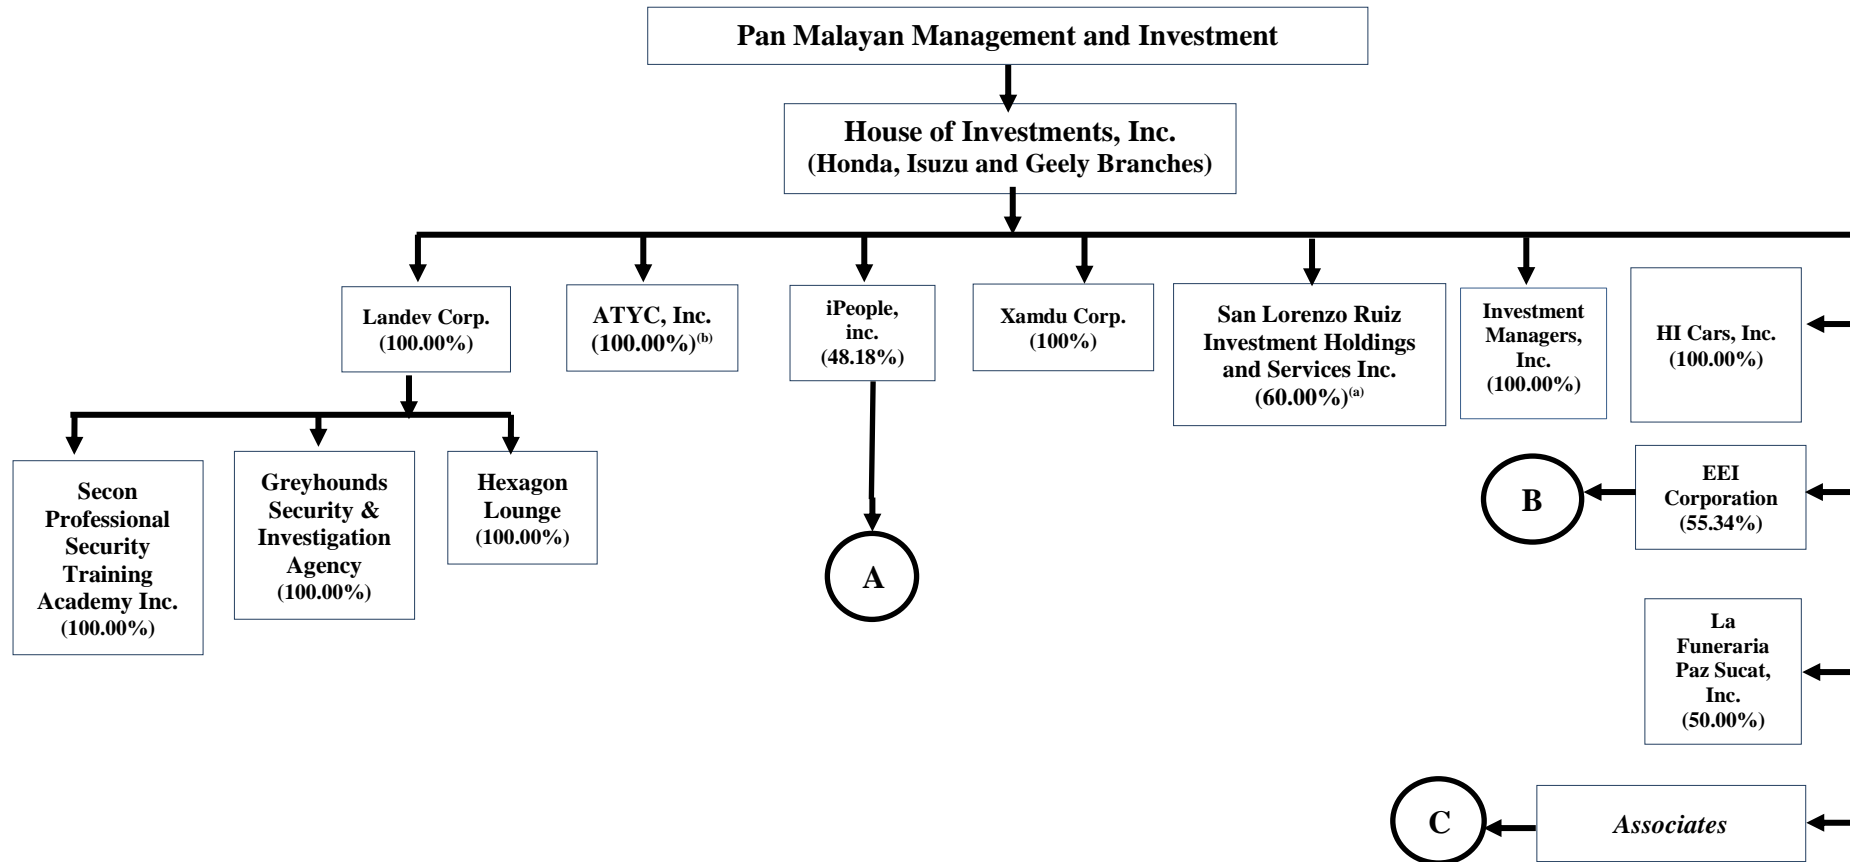 Pan Malayan Management and Investment
House of Investments, Inc.
(Honda, Isuzu and Geely Branches)
Landev Corp.
(100.00%)
ATYC, Inc.
(100.00%)(b)
iPeople,
inc.
(48.18%)
Xamdu Corp.
(100%)
San Lorenzo Ruiz
Investment Holdings
and Services Inc.
(60.00%)(a)
Investment
Managers,
Inc.
(100.00%)
HI Cars, Inc.
(100.00%)
Secon
Professional
Security
Training
Academy Inc.
(100.00%)
Greyhounds
Security &
Investigation
Agency
(100.00%)
Hexagon
Lounge
(100.00%)
A
B
EEI
Corporation
(55.34%)
La
Funeraria
Paz Sucat,
Inc.
(50.00%)
C
Associates